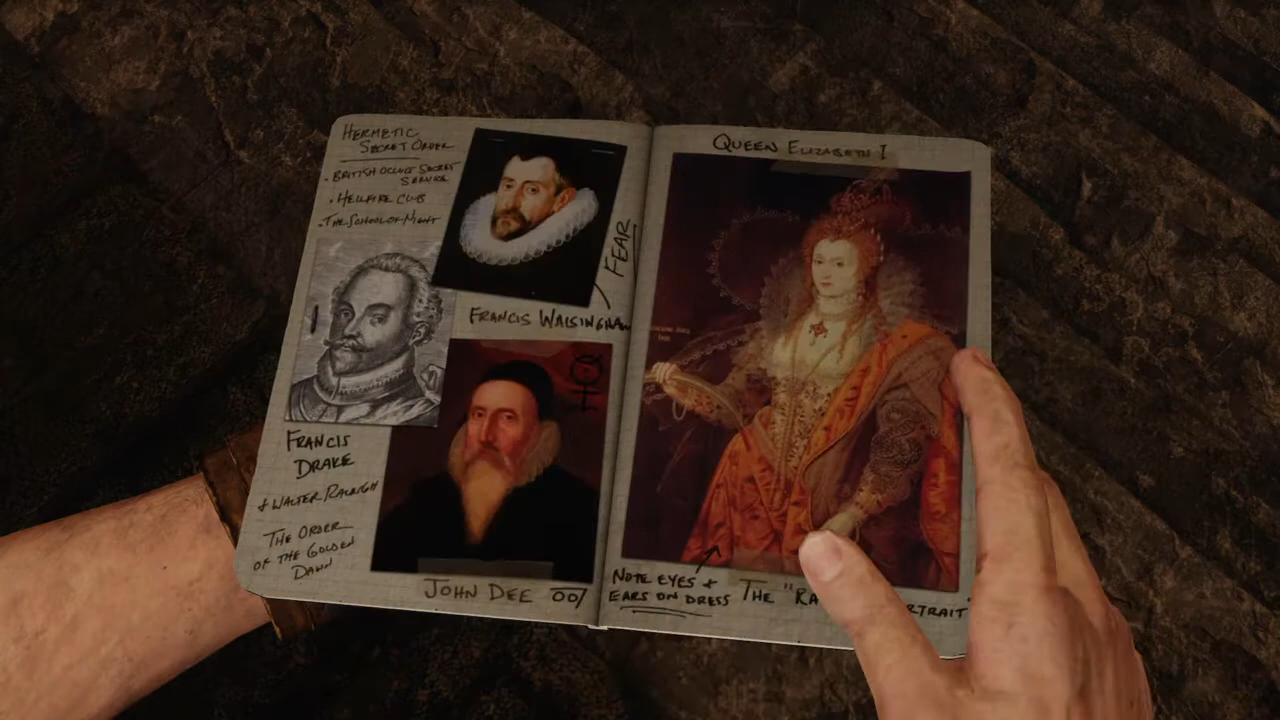 HERMETIC
SECRET ORDER
• BRITISH OCCULT SECRET
SERVICE
• HELLFIRE CLUB
• THE SCHOOL OF NIGHT
FEAR
FRANCIS WALSINGHAM
FRANCIS
DRAKE
& WALTER RALEIGH
THE ORDER
OF THE GOLDEN
DAWN
JOHN DEE 007
QUEEN ELIZABETH I
NOTE EYES &
EARS ON DRESS
THE "RA RTRAIT"